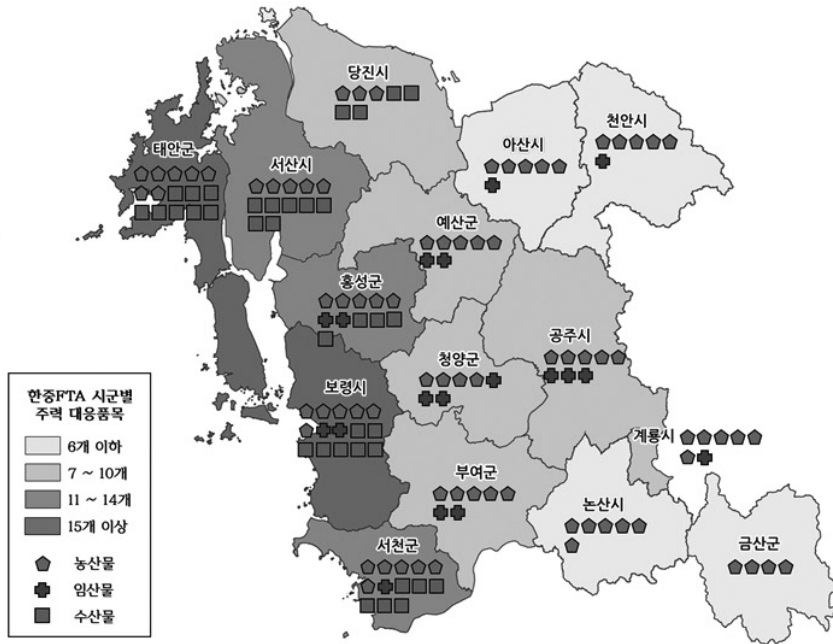 당진시
천안시
아산시
태안군
서산시
예산군
홍성군
공주시
청양군
보령시
계룡시
부여군
논산시
서천군
금산군
한중FTA 시군별
주력 대응품목
6개 이하
7 ~ 10개
11 ~ 14개
15개 이상
농산물
임산물
수산물